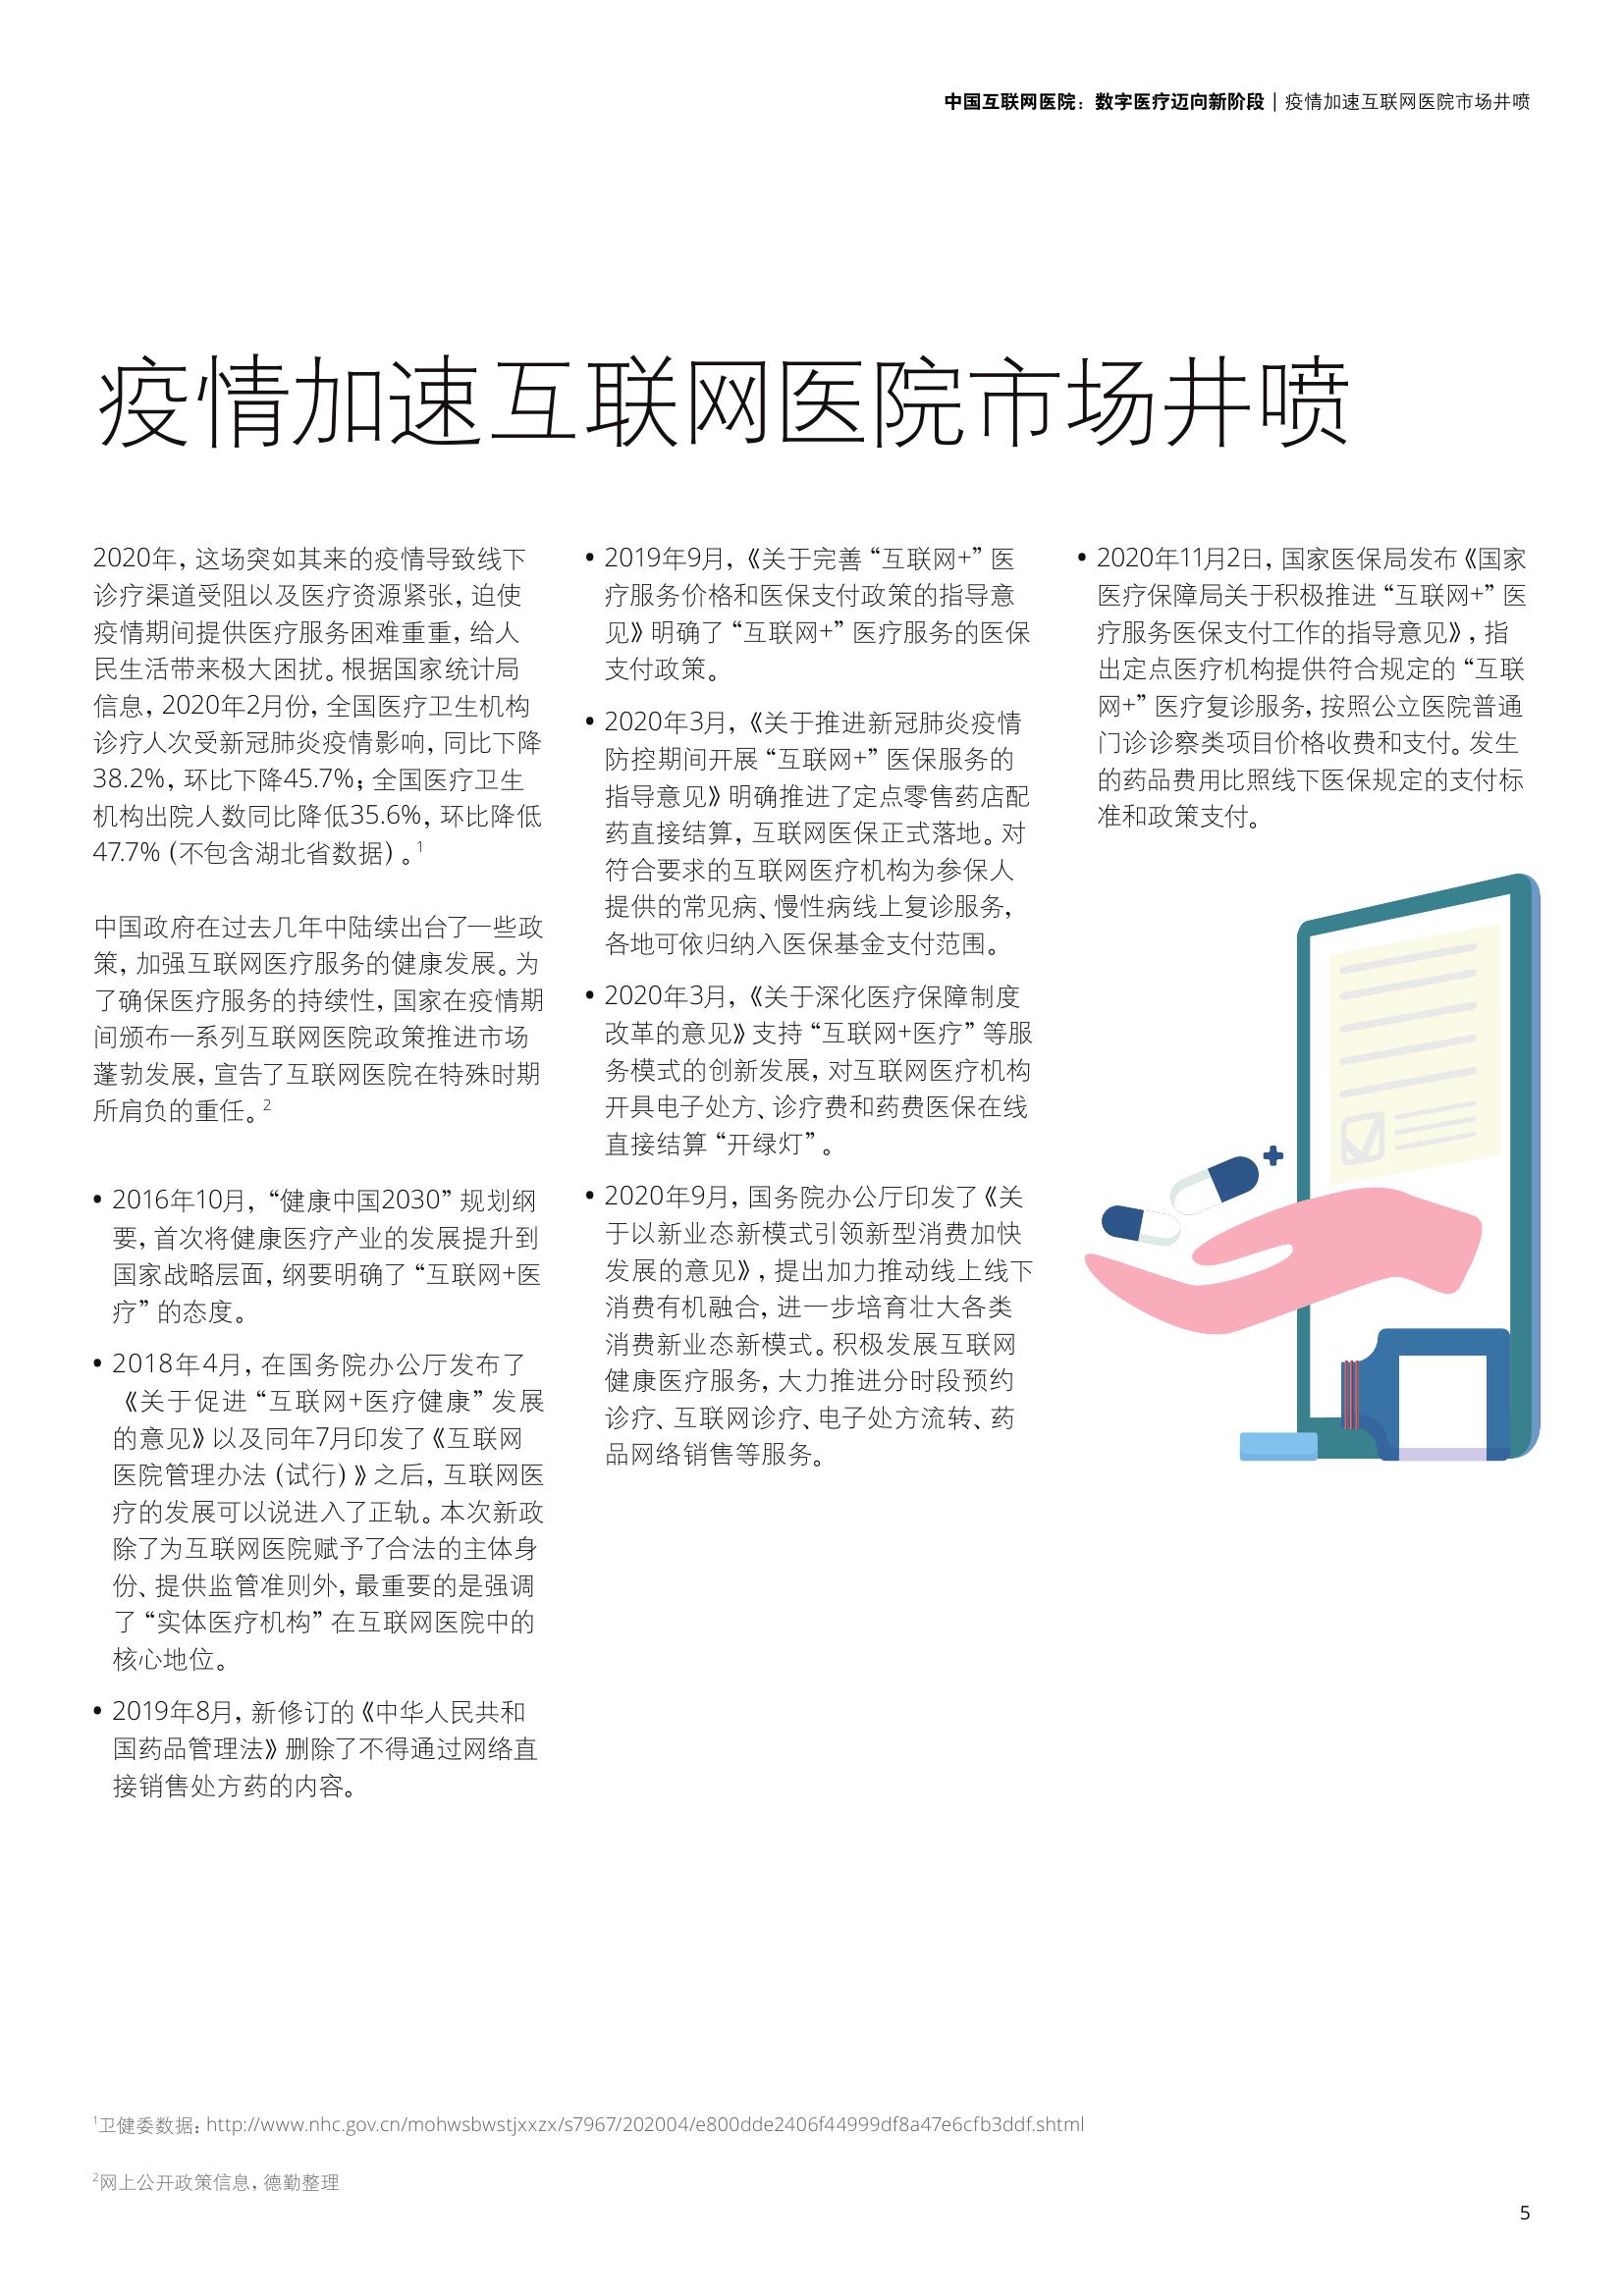 中国互联网医院：数字医疗迈向新阶段 | 疫情加速互联网医院市场井喷
疫情加速互联网医院市场井喷
2020年，这场突如其来的疫情导致线下
诊疗渠道受阻以及医疗资源紧张，迫使
疫情期间提供医疗服务困难重重，给人
民生活带来极大困扰。根据国家统计局
信息，2020年2月份，全国医疗卫生机构
诊疗人次受新冠肺炎疫情影响，同比下降
38.2%，环比下降45.7%；全国医疗卫生
机构出院人数同比降低35.6%，环比降低
47.7%（不包含湖北省数据）。1
中国政府在过去几年中陆续出台了一些政
策，加强互联网医疗服务的健康发展。为
了确保医疗服务的持续性，国家在疫情期
间颁布一系列互联网医院政策推进市场
蓬勃发展，宣告了互联网医院在特殊时期
所肩负的重任。2
• 2016年10月，“健康中国2030”规划纲
要，首次将健康医疗产业的发展提升到
国家战略层面，纲要明确了“互联网+医
疗”的态度。
• 2018年4月，在国务院办公厅发布了
《关于促进“互联网+医疗健康”发展
的意见》以及同年7月印发了《互联网
医院管理办法（试行）》之后，互联网医
疗的发展可以说进入了正轨。本次新政
除了为互联网医院赋予了合法的主体身
份、提供监管准则外，最重要的是强调
了“实体医疗机构”在互联网医院中的
核心地位。
• 2019年8月，新修订的《中华人民共和
国药品管理法》删除了不得通过网络直
接销售处方药的内容。
• 2019年9月，《关于完善“互联网+”医
疗服务价格和医保支付政策的指导意
见》明确了“互联网+”医疗服务的医保
支付政策。
• 2020年3月，《关于推进新冠肺炎疫情
防控期间开展“互联网+”医保服务的
指导意见》明确推进了定点零售药店配
药直接结算，互联网医保正式落地。对
符合要求的互联网医疗机构为参保人
提供的常见病、慢性病线上复诊服务，
各地可依归纳入医保基金支付范围。
• 2020年3月，《关于深化医疗保障制度
改革的意见》支持“互联网+医疗”等服
务模式的创新发展，对互联网医疗机构
开具电子处方、诊疗费和药费医保在线
直接结算“开绿灯”。
• 2020年9月，国务院办公厅印发了《关
于以新业态新模式引领新型消费加快
发展的意见》，提出加力推动线上线下
消费有机融合，进一步培育壮大各类
消费新业态新模式。积极发展互联网
健康医疗服务，大力推进分时段预约
诊疗、互联网诊疗、电子处方流转、药
品网络销售等服务。
• 2020年11月2日，国家医保局发布《国家
医疗保障局关于积极推进“互联网+”医
疗服务医保支付工作的指导意见》，指
出定点医疗机构提供符合规定的“互联
网+”医疗复诊服务，按照公立医院普通
门诊诊察类项目价格收费和支付。发生
的药品费用比照线下医保规定的支付标
准和政策支付。
1卫健委数据：http://www.nhc.gov.cn/mohwsbwstjxxzx/s7967/202004/e800dde2406f44999df8a47e6cfb3ddf.shtml
2网上公开政策信息，德勤整理
5